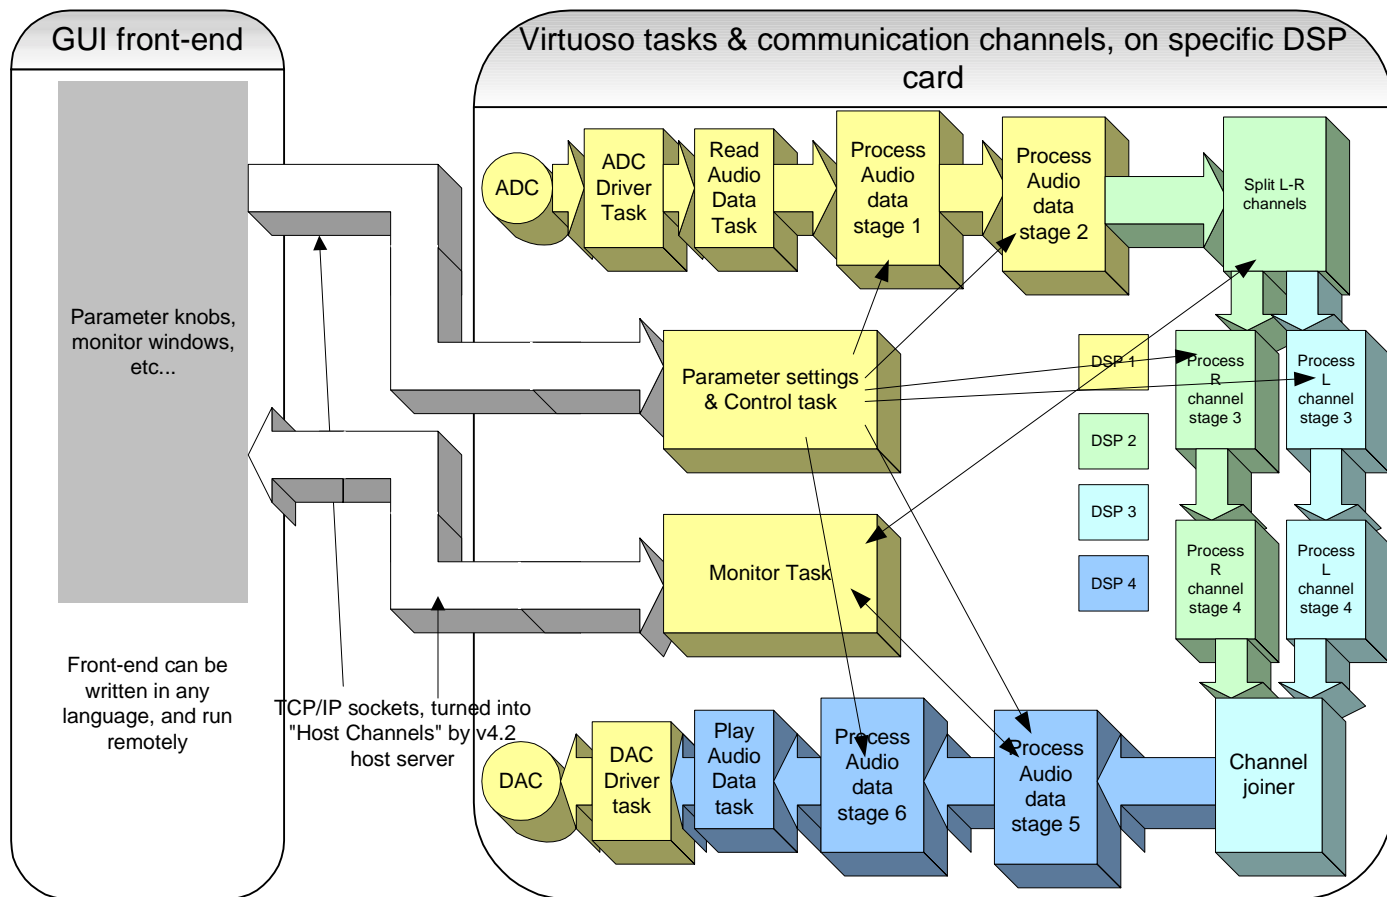 GUI front-end
Virtuoso tasks & communication channels, on specific DSP
card
Parameter knobs,
monitor windows,
etc...
Front-end can be
written in any
language, and run
remotely
TCP/IP sockets, turned into
"Host Channels" by v4.2
host server
ADC
ADC
Driver
Task
Read
Audio
Data
Task
Process
Audio
data
stage 1
Process
Audio
data
stage 2
Split L-R
channels
Parameter settings
& Control task
Monitor Task
DSP 1
DSP 2
DSP 3
DSP 4
Process
R
channel
stage 3
Process
L
channel
stage 3
Process
R
channel
stage 4
Process
L
channel
stage 4
DAC
DAC
Driver
task
Play
Audio
Data
task
Process
Audio
data
stage 6
Process
Audio
data
stage 5
Channel
joiner